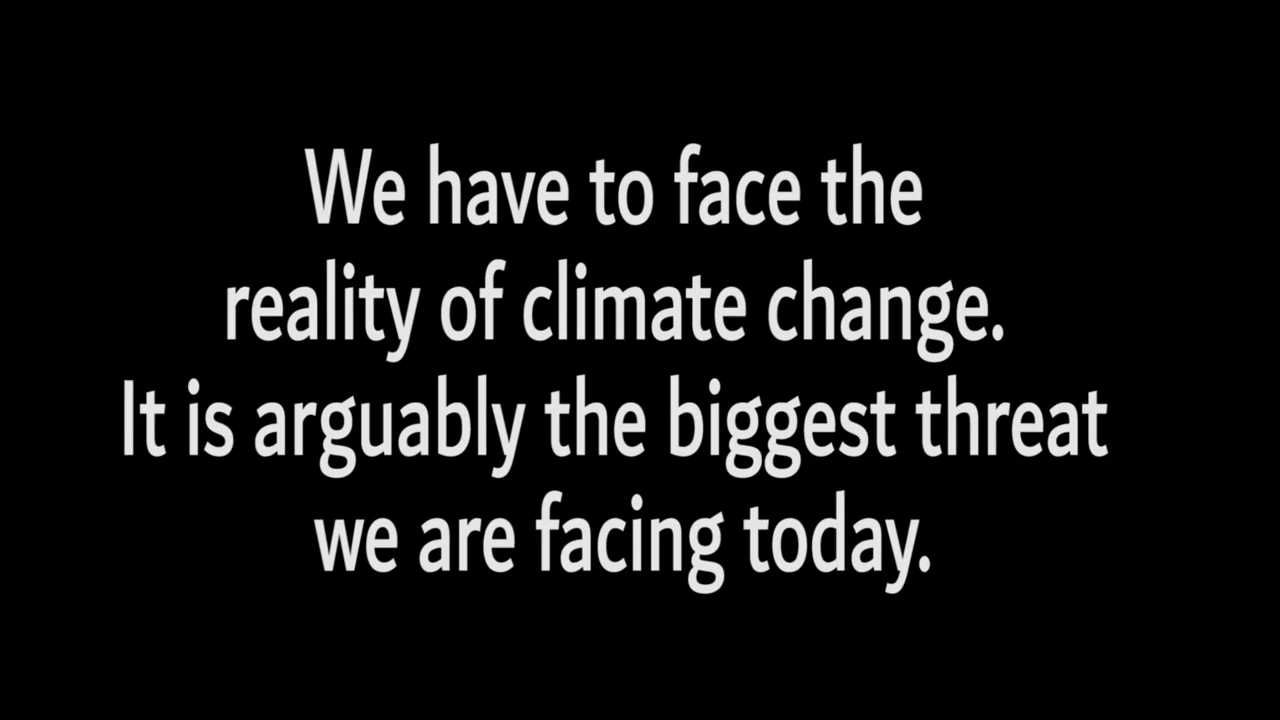 We have to face the
reality of climate change.
It is arguably the biggest threat
we are facing today.